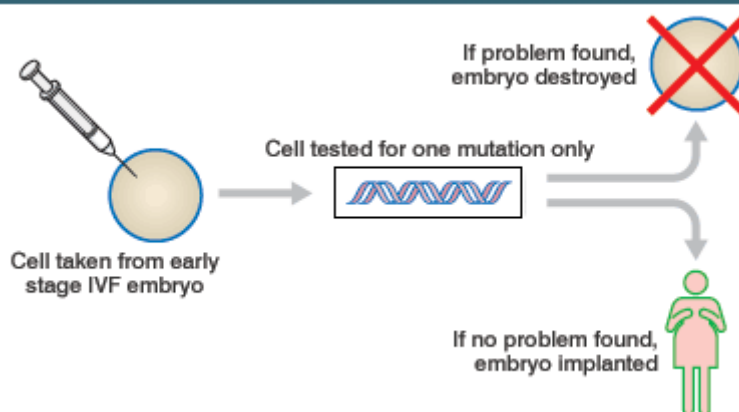 If problem found,
embryo destroyed
Cell tested for one mutation only
Cell taken from early
stage IVF embryo
If no problem found,
embryo implanted